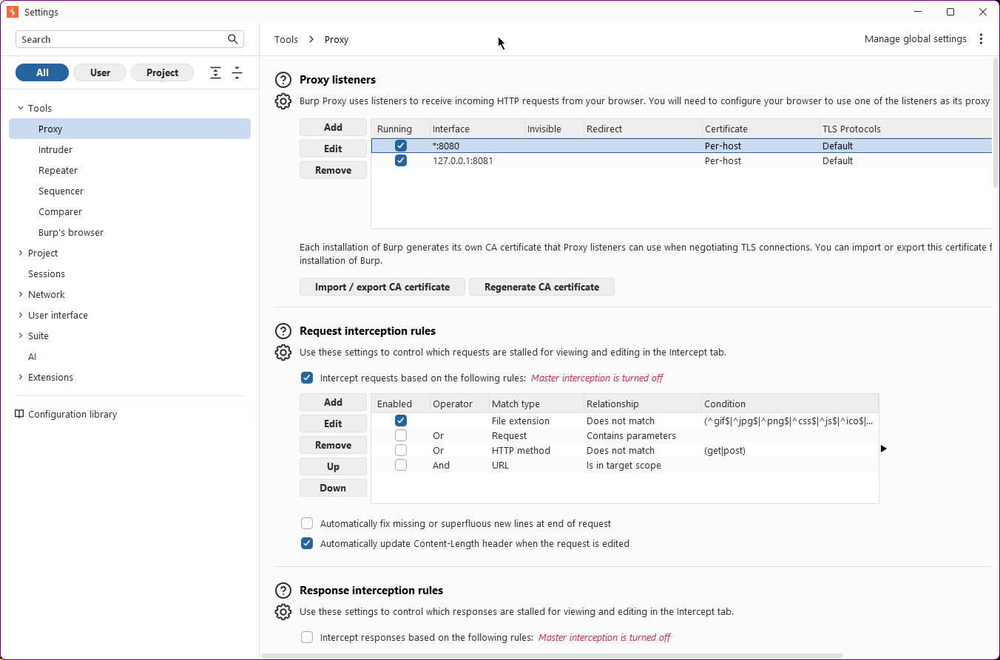 Settings
Search
All User Project
Tools
Proxy
Intruder
Repeater
Sequencer
Comparer
Burp's browser
Project
Sessions
Network
User interface
Suite
AI
Extensions
Configuration library
Tools > Proxy
Manage global settings
Proxy listeners
Burp Proxy uses listeners to receive incoming HTTP requests from your browser. You will need to configure your browser to use one of the listeners as its proxy
Add
Edit
Remove
Running Interface Invisible Redirect Certificate TLS Protocols
*:8080 Per-host Default
127.0.0.1:8081 Per-host Default
Each installation of Burp generates its own CA certificate that Proxy listeners can use when negotiating TLS connections. You can import or export this certificate f
installation of Burp.
Import / export CA certificate Regenerate CA certificate
Request interception rules
Use these settings to control which requests are stalled for viewing and editing in the Intercept tab.
Intercept requests based on the following rules: Master interception is turned off
Add
Edit
Remove
Up
Down
Enabled Operator Match type Relationship Condition
File extension Does not match (^gif$|^jpg$|^png$|^css$|^js$|^ico$|...
Or Request Contains parameters
Or HTTP method Does not match (get|post)
And URL Is in target scope
Automatically fix missing or superfluous new lines at end of request
Automatically update Content-Length header when the request is edited
Response interception rules
Use these settings to control which responses are stalled for viewing and editing in the Intercept tab.
Intercept responses based on the following rules: Master interception is turned off